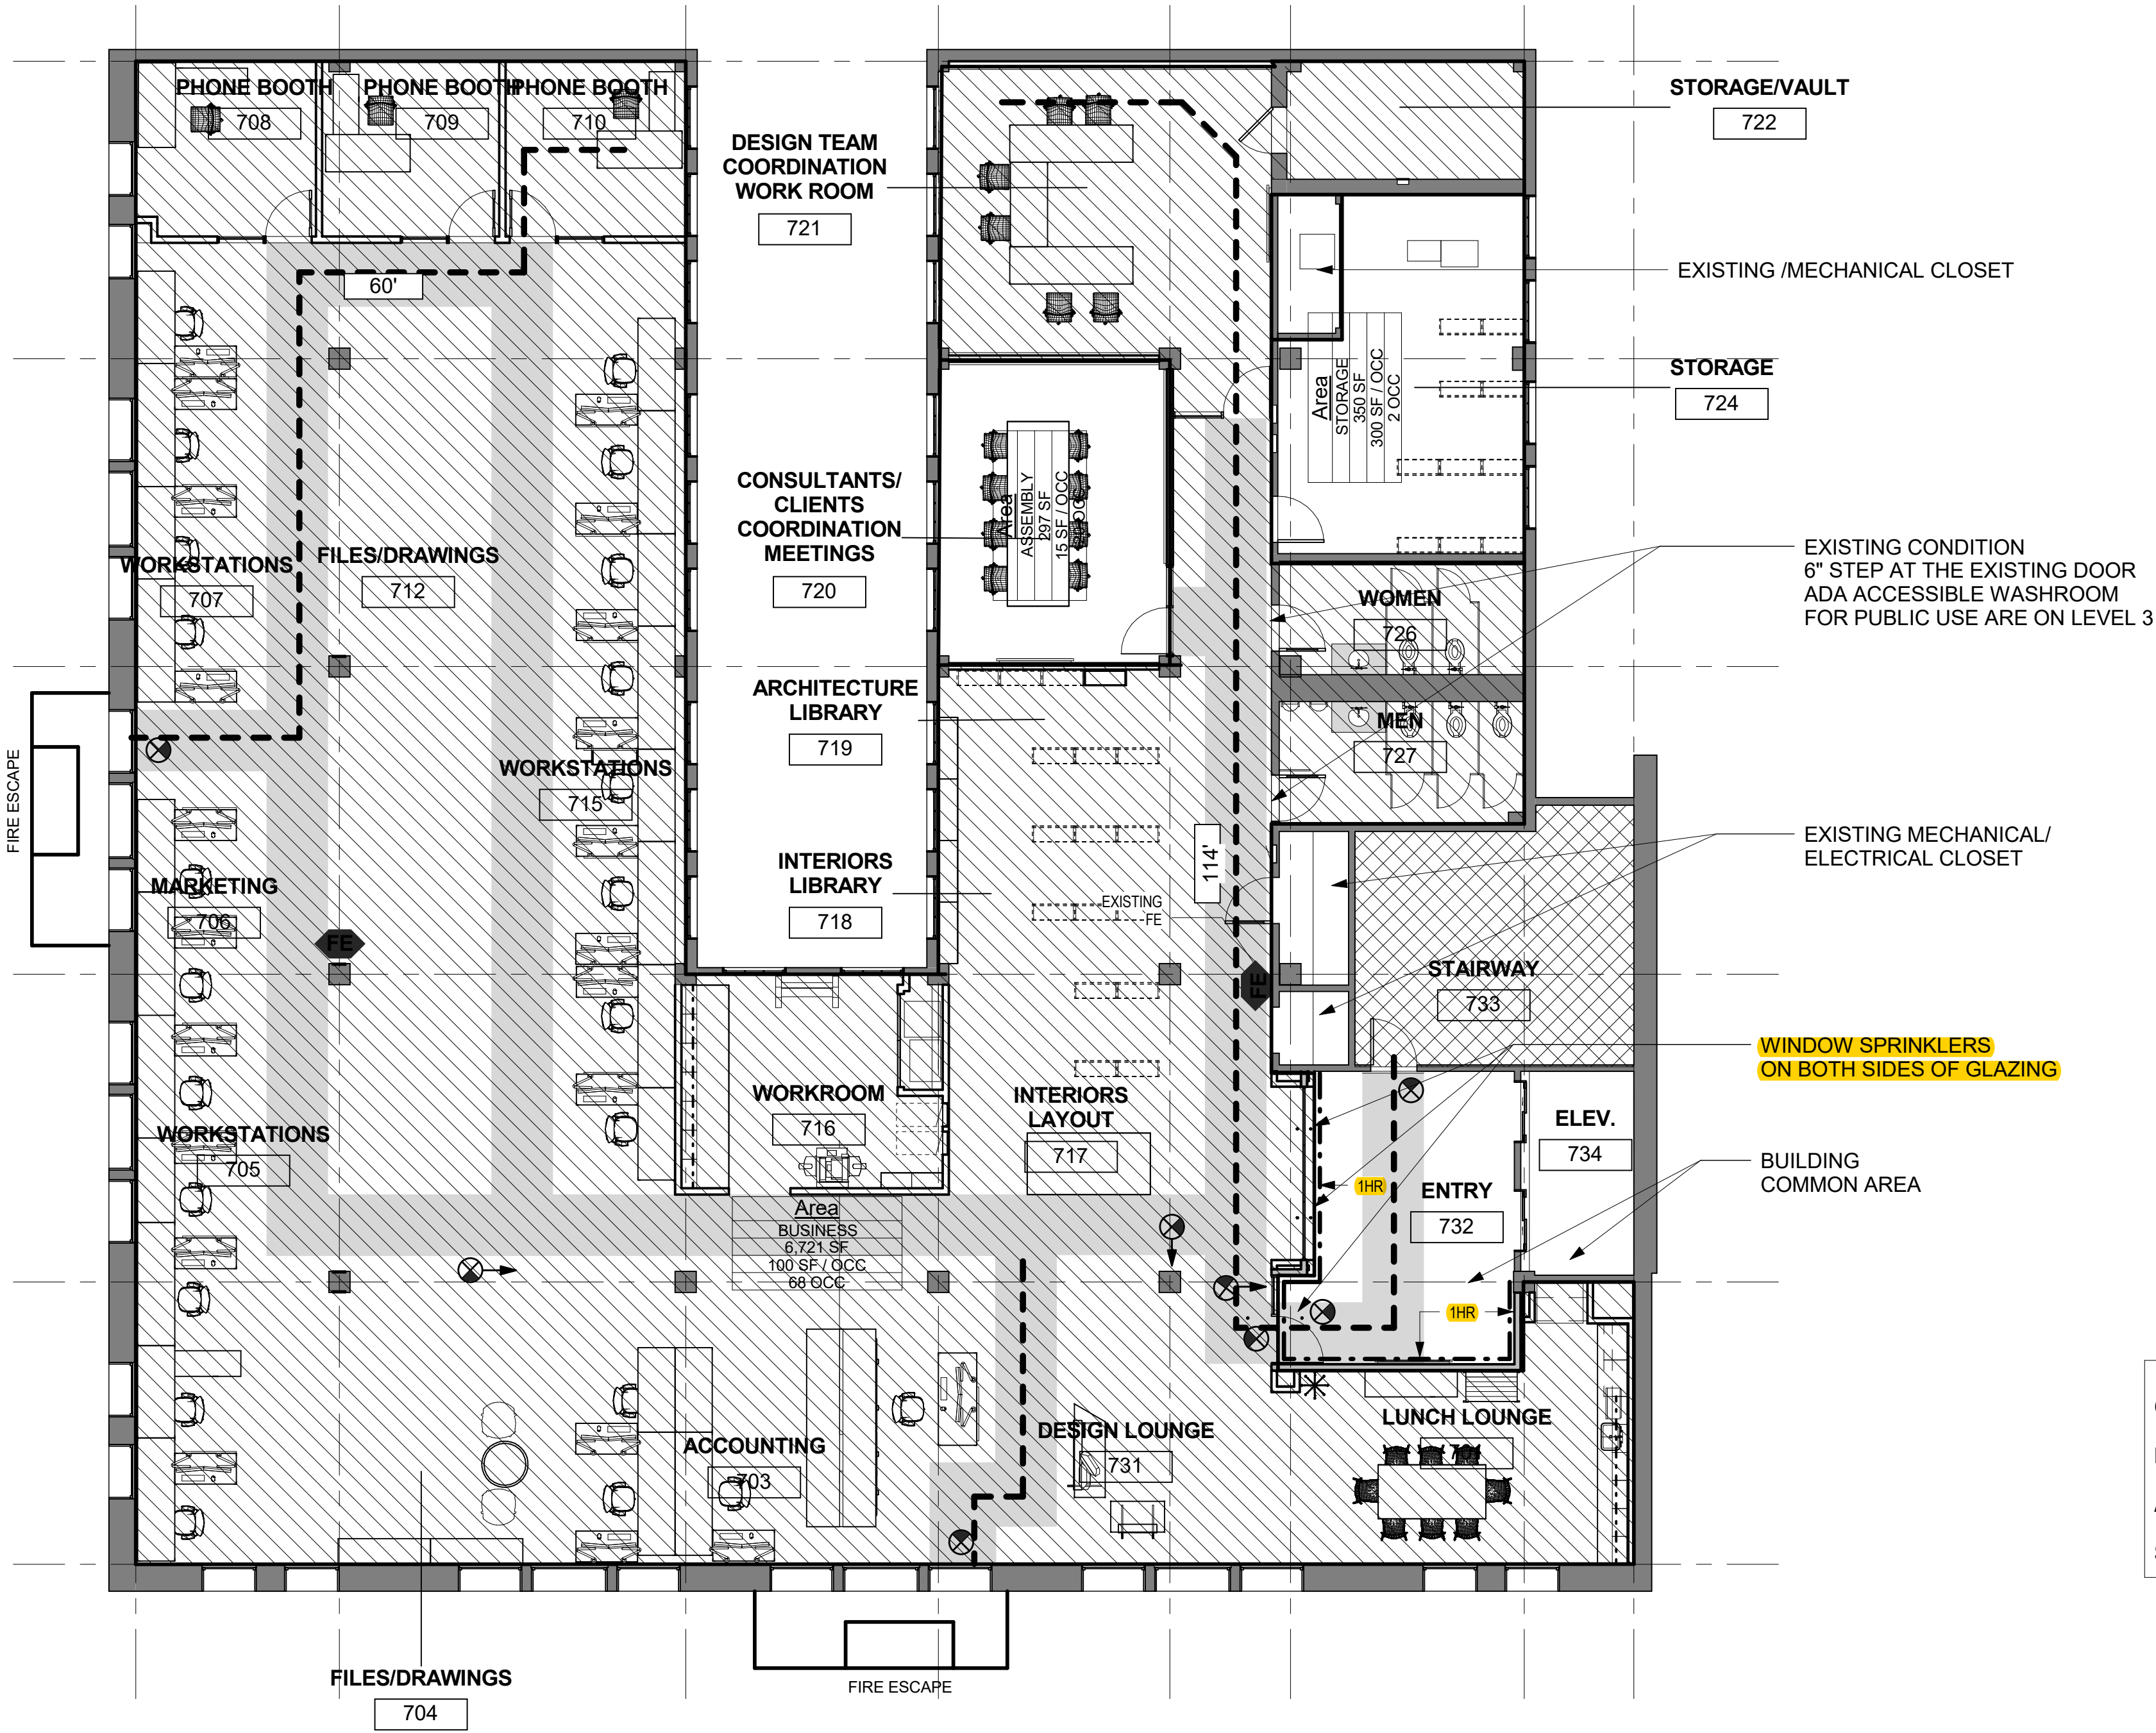 PHONE BOOTH
708
PHONE BOOTH
709
PHONE BOOTH
710
60'
DESIGN TEAM
COORDINATION
WORK ROOM
721
STORAGE/VAULT
722
EXISTING /MECHANICAL CLOSET
STORAGE
724
Area
STORAGE
350 SF
300 SF / OCC
2 OCC
CONSULTANTS/
CLIENTS
COORDINATION
MEETINGS
720
Area
ASSEMBLY
297 SF
15 SF / OCC
EXISTING CONDITION
6" STEP AT THE EXISTING DOOR
ADA ACCESSIBLE WASHROOM
FOR PUBLIC USE ARE ON LEVEL 3
WORKSTATIONS
707
FILES/DRAWINGS
712
WOMEN
726
MEN
727
ARCHITECTURE
LIBRARY
719
WORKSTATIONS
715
FIRE ESCAPE
114'
EXISTING MECHANICAL/
ELECTRICAL CLOSET
INTERIORS
LIBRARY
718
EXISTING
FE
MARKETING
706
FE
FE
STAIRWAY
733
WINDOW SPRINKLERS
ON BOTH SIDES OF GLAZING
WORKROOM
716
INTERIORS
LAYOUT
717
ELEV.
734
WORKSTATIONS
705
1HR
ENTRY
732
BUILDING
COMMON AREA
Area
BUSINESS
6,721 SF
100 SF / OCC
68 OCC
1HR
ACCOUNTING
703
DESIGN LOUNGE
731
LUNCH LOUNGE
FILES/DRAWINGS
704
FIRE ESCAPE